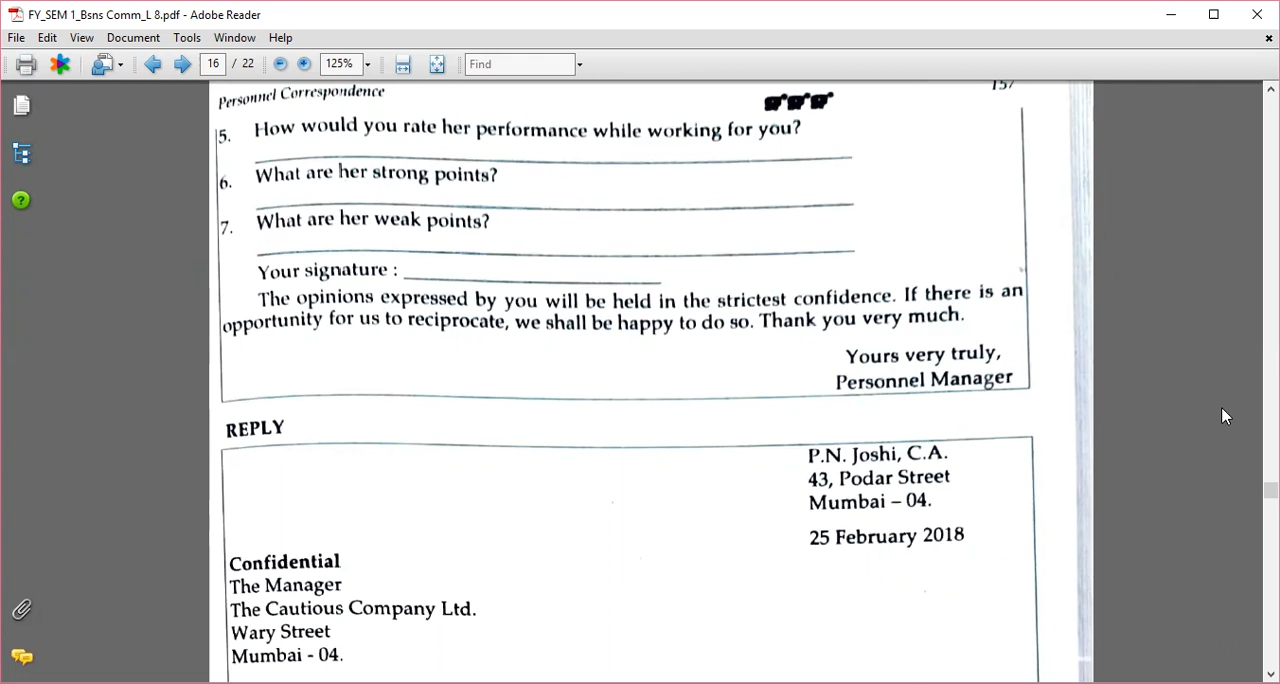 FY_SEM 1_Bsns Comm_L 8.pdf - Adobe Reader
File Edit View Document Tools Window Help
16 / 22 125% Find
Personnel Correspondence 157
5. How would you rate her performance while working for you?
6. What are her strong points?
7. What are her weak points?
Your signature :
The opinions expressed by you will be held in the strictest confidence. If there is an
opportunity for us to reciprocate, we shall be happy to do so. Thank you very much.
Yours very truly,
Personnel Manager
REPLY
P.N. Joshi, C.A.
43, Podar Street
Mumbai – 04.
25 February 2018
Confidential
The Manager
The Cautious Company Ltd.
Wary Street
Mumbai - 04.